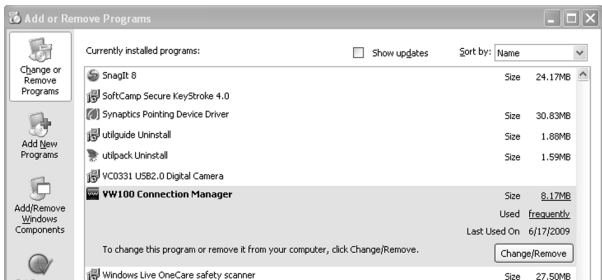 Add or Remove Programs
Change or
Remove
Programs
Add New
Programs
Add/Remove
Windows
Components
Currently installed programs:
Show updates
Sort by: Name
SnagIt 8
Size 24.17MB
SoftCamp Secure KeyStroke 4.0
Synaptics Pointing Device Driver
Size 30.83MB
utilguide Uninstall
Size 1.88MB
utilpack Uninstall
Size 1.59MB
VC0331 USB2.0 Digital Camera
VW100 Connection Manager
Size 8.17MB
Used frequently
Last Used On 6/17/2009
To change this program or remove it from your computer, click Change/Remove.
Change/Remove
Windows Live OneCare safety scanner
Size 27.50MB